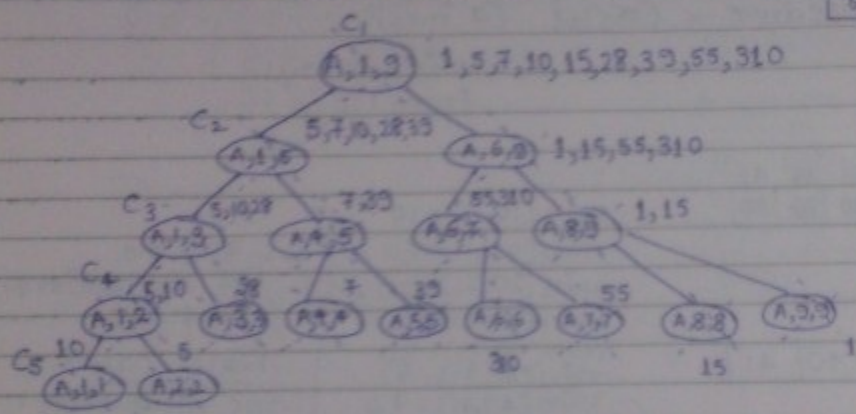 C1
A,1,9 1,5,7,10,15,28,39,55,310
C2 5,7,10,28,39
A,1,5 A,6,9 1,15,55,310
C3 5,10,28 7,39 55,310 1,15
A,1,3 A,4,5 A,6,7 A,8,9
C4 5,10 28 7 39 55
A,1,2 A,3,3 A,4,4 A,5,5 A,6,6 A,7,7 A,8,8 A,9,9
C5 10 5 310 15 1
A,1,1 A,2,2